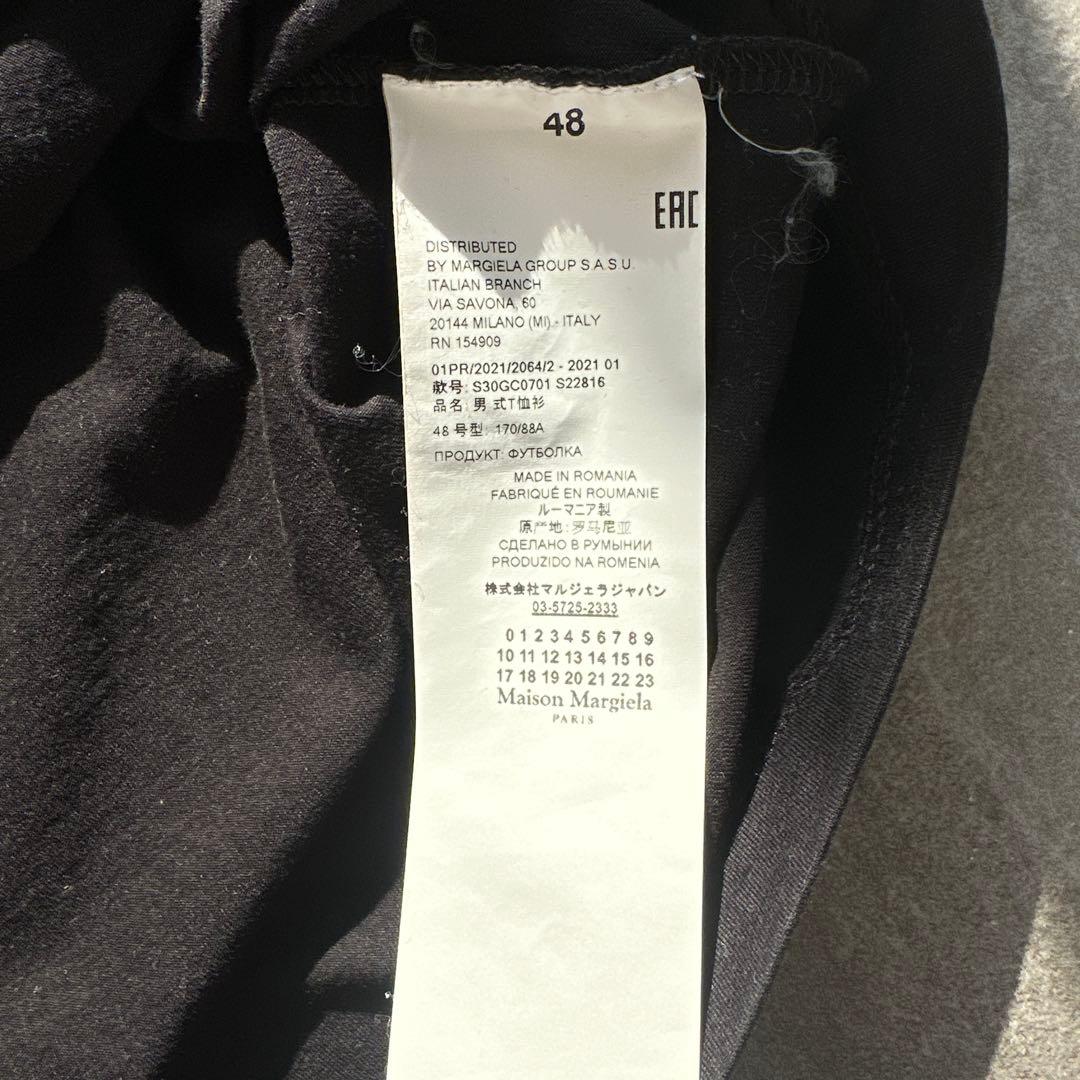 48
EAC
DISTRIBUTED
BY MARGIELA GROUP S.A.S.U.
ITALIAN BRANCH
VIA SAVONA, 60
20144 MILANO (MI) - ITALY
RN 154909
01PR/2021/2064/2 - 2021 01
款号: S30GC0701 S22816
品名: 男 式T恤衫
48 号型: 170/88A
ПРОДУКТ: ФУТБОЛКА
MADE IN ROMANIA
FABRIQUÉ EN ROUMANIE
ルーマニア製
原产地: 罗马尼亚
СДЕЛАНО В РУМЫНИИ
PRODUZIDO NA ROMENIA
株式会社マルジェラジャパン
03-5725-2333
0 1 2 3 4 5 6 7 8 9
10 11 12 13 14 15 16
17 18 19 20 21 22 23
Maison Margiela
PARIS